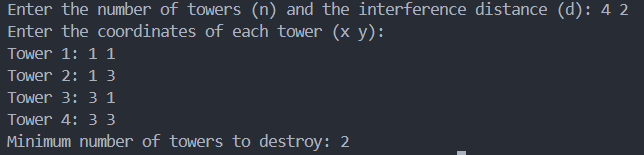 Enter the number of towers (n) and the interference distance (d): 4 2
Enter the coordinates of each tower (x y):
Tower 1: 1 1
Tower 2: 1 3
Tower 3: 3 1
Tower 4: 3 3
Minimum number of towers to destroy: 2